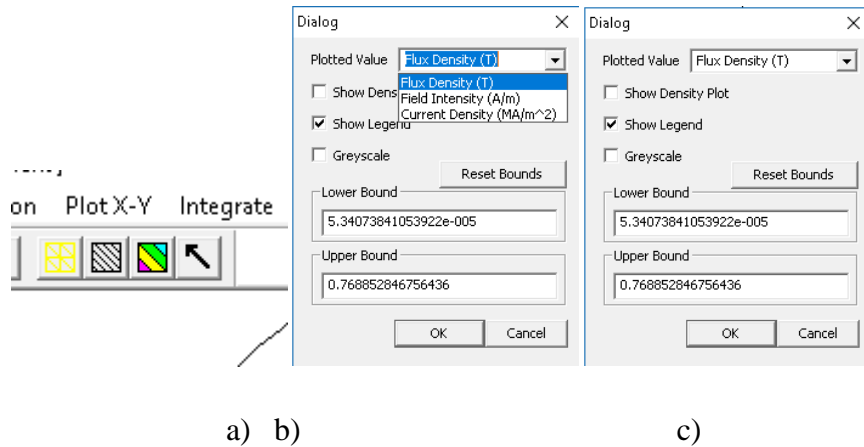 on Plot X-Y Integrate
Dialog
Plotted Value Flux Density (T)
Flux Density (T)
Show Dens Field Intensity (A/m)
Current Density (MA/m^2)
Show Legend
Greyscale
Reset Bounds
Lower Bound
5.34073841053922e-005
Upper Bound
0.768852846756436
OK Cancel
Dialog
Plotted Value Flux Density (T)
Show Density Plot
Show Legend
Greyscale
Reset Bounds
Lower Bound
5.34073841053922e-005
Upper Bound
0.768852846756436
OK Cancel
a) b) c)